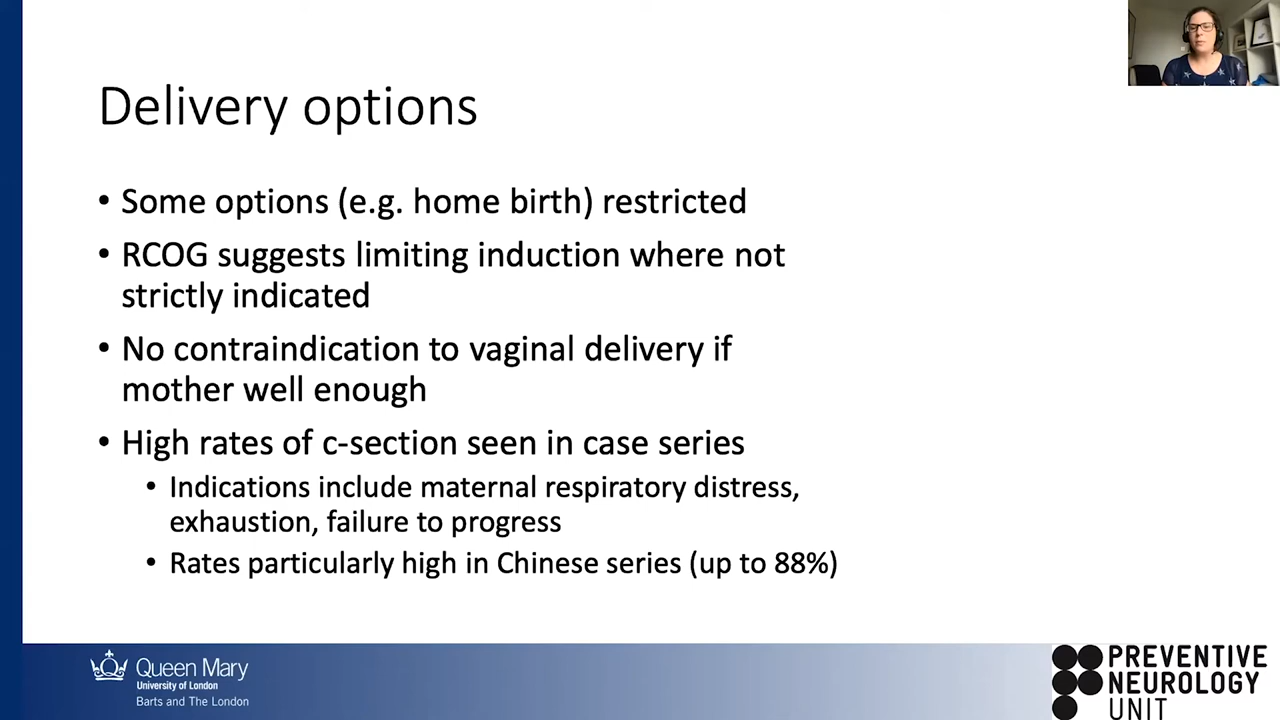 Delivery options
• Some options (e.g. home birth) restricted
• RCOG suggests limiting induction where not
strictly indicated
• No contraindication to vaginal delivery if
mother well enough
• High rates of c-section seen in case series
• Indications include maternal respiratory distress,
exhaustion, failure to progress
• Rates particularly high in Chinese series (up to 88%)
Queen Mary
University of London
Barts and The London
PREVENTIVE
NEUROLOGY
UNIT